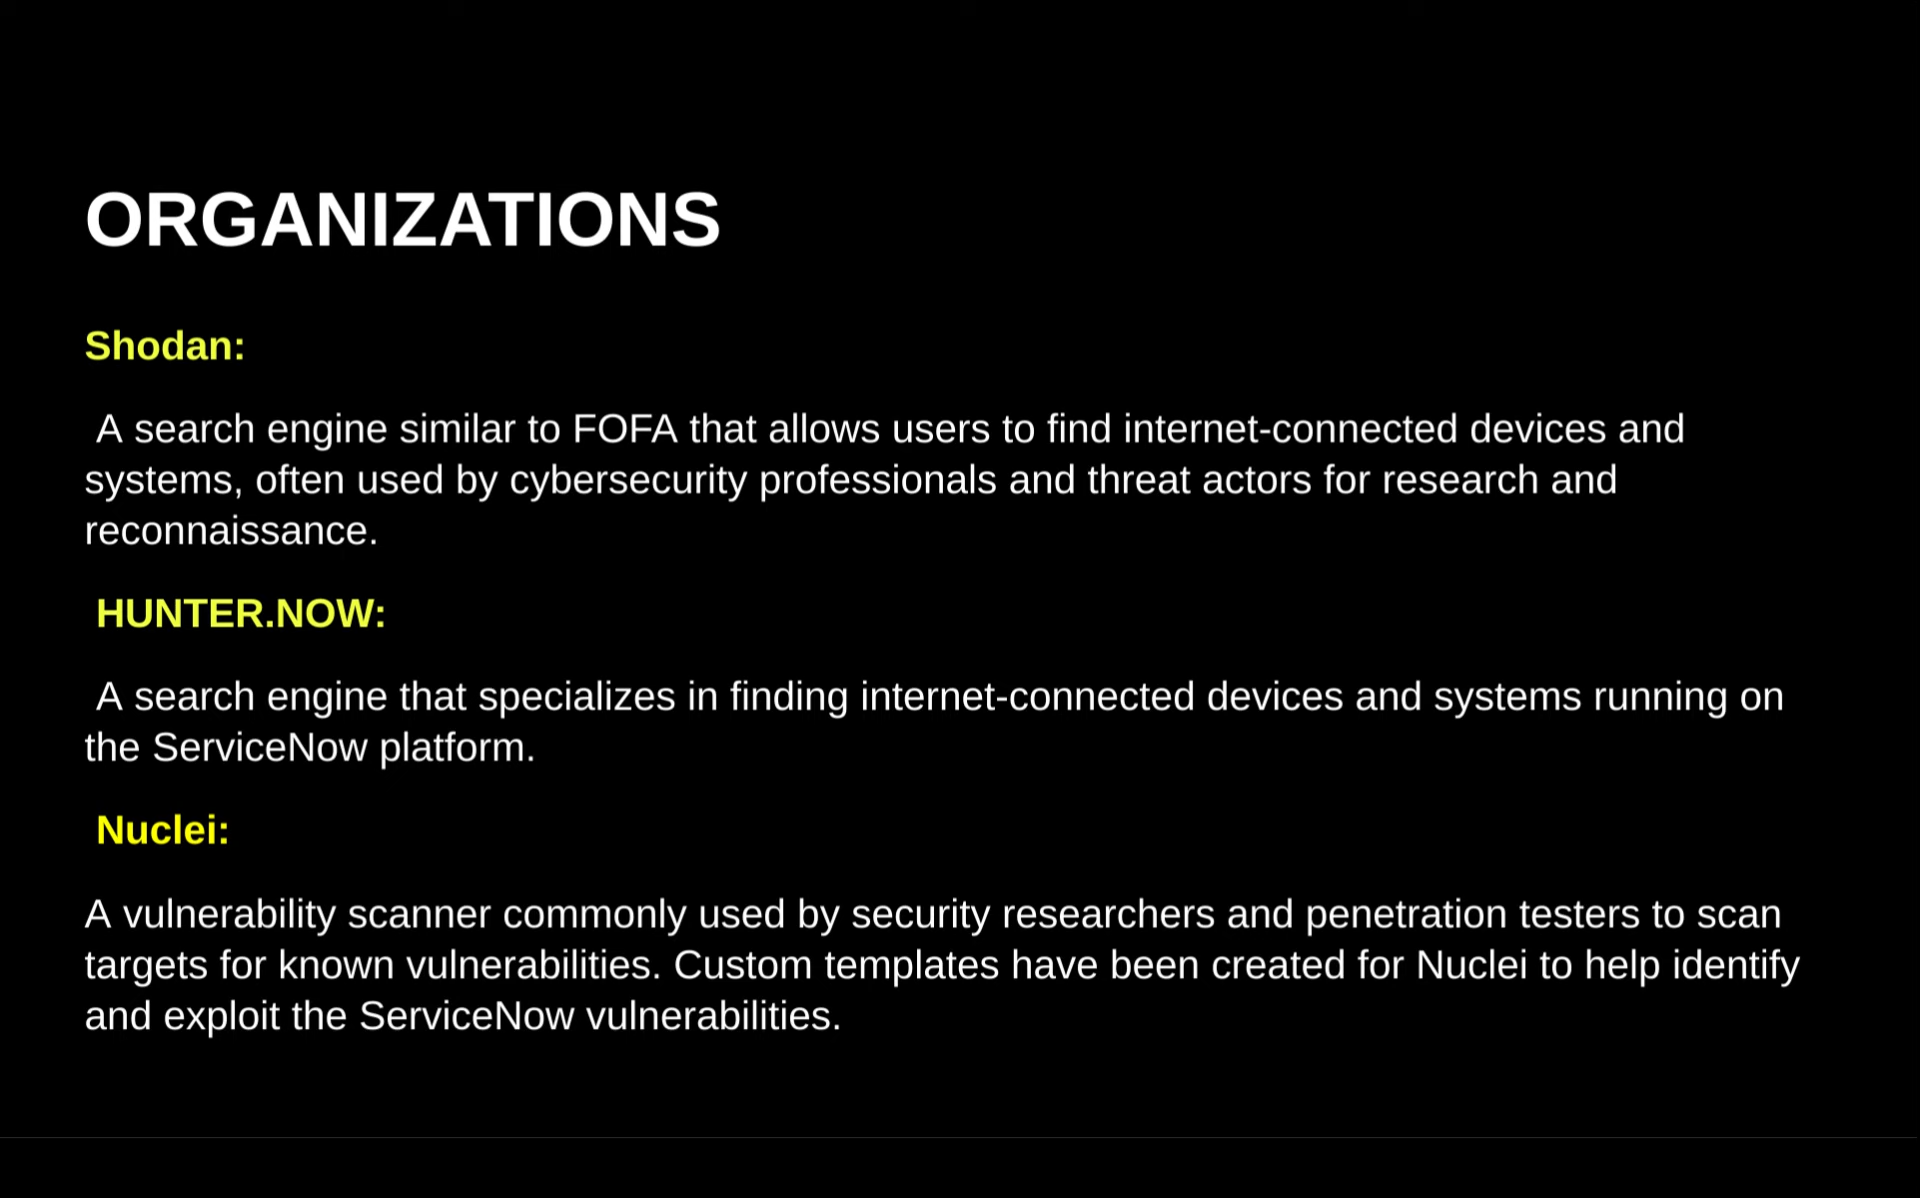 ORGANIZATIONS
Shodan:
A search engine similar to FOFA that allows users to find internet-connected devices and
systems, often used by cybersecurity professionals and threat actors for research and
reconnaissance.
HUNTER.NOW:
A search engine that specializes in finding internet-connected devices and systems running on
the ServiceNow platform.
Nuclei:
A vulnerability scanner commonly used by security researchers and penetration testers to scan
targets for known vulnerabilities. Custom templates have been created for Nuclei to help identify
and exploit the ServiceNow vulnerabilities.